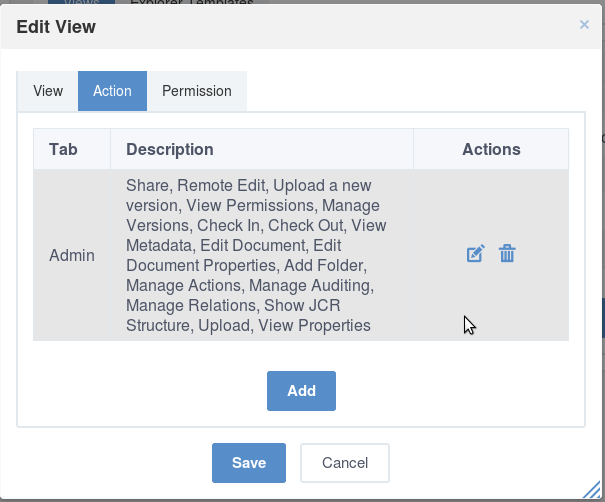 Views Explorer Templates
Edit View ×
View Action Permission
Tab Description Actions
Share, Remote Edit, Upload a new
version, View Permissions, Manage
Versions, Check In, Check Out, View
Metadata, Edit Document, Edit
Admin
Document Properties, Add Folder,
Manage Actions, Manage Auditing,
Manage Relations, Show JCR
Structure, Upload, View Properties
Add
Save Cancel